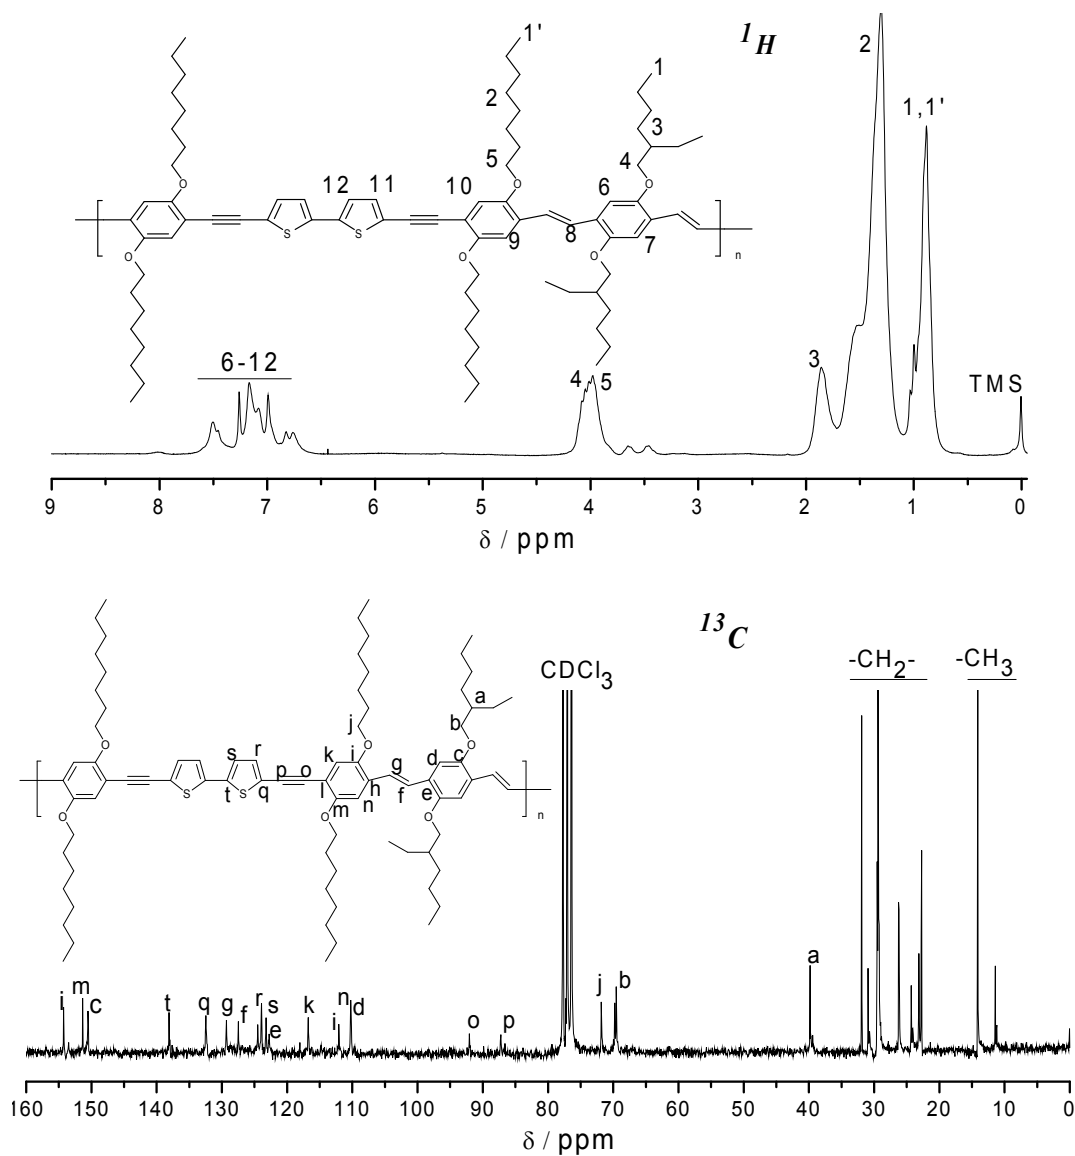 1'
1H
1
2
2
1,1'
3
5
4
O
O
12
11
10
6
S
S
9
8
7
O
O
O
n
6-12
3
4
5
TMS
9
8
7
6
5
4
3
2
1
0
δ / ppm
13C
CDCl3
-CH2-
-CH3
a
j
b
O
O
O
s
r
k
i
g
d
c
p
o
t
S
S
q
l
h
f
e
m
n
O
O
O
n
a
i
m
c
t
q
g
f
r
s
e
k
i
n
d
o
p
j
b
160
150
140
130
120
110
100
90
80
70
60
50
40
30
20
10
0
δ / ppm